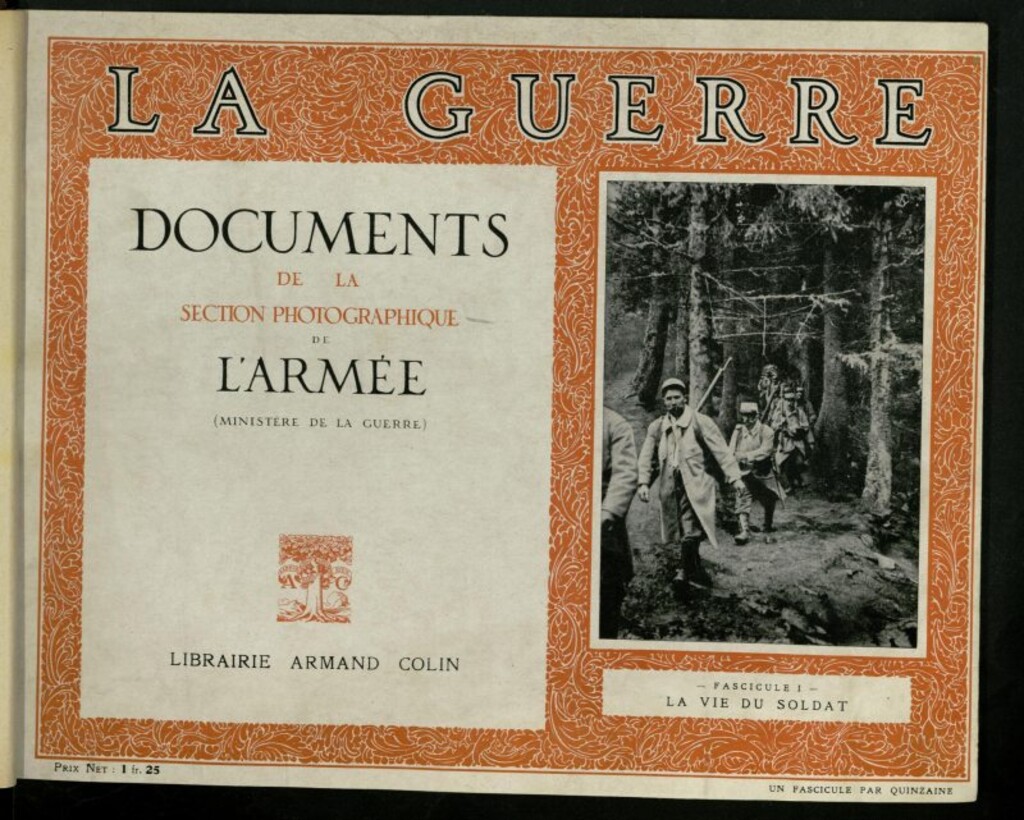 LA GUERRE
DOCUMENTS
DE LA
SECTION PHOTOGRAPHIQUE
DE
L'ARMÉE
(MINISTÈRE DE LA GUERRE)
A C
LIBRAIRIE ARMAND COLIN
— FASCICULE I —
LA VIE DU SOLDAT
PRIX NET : 1 fr. 25
UN FASCICULE PAR QUINZAINE